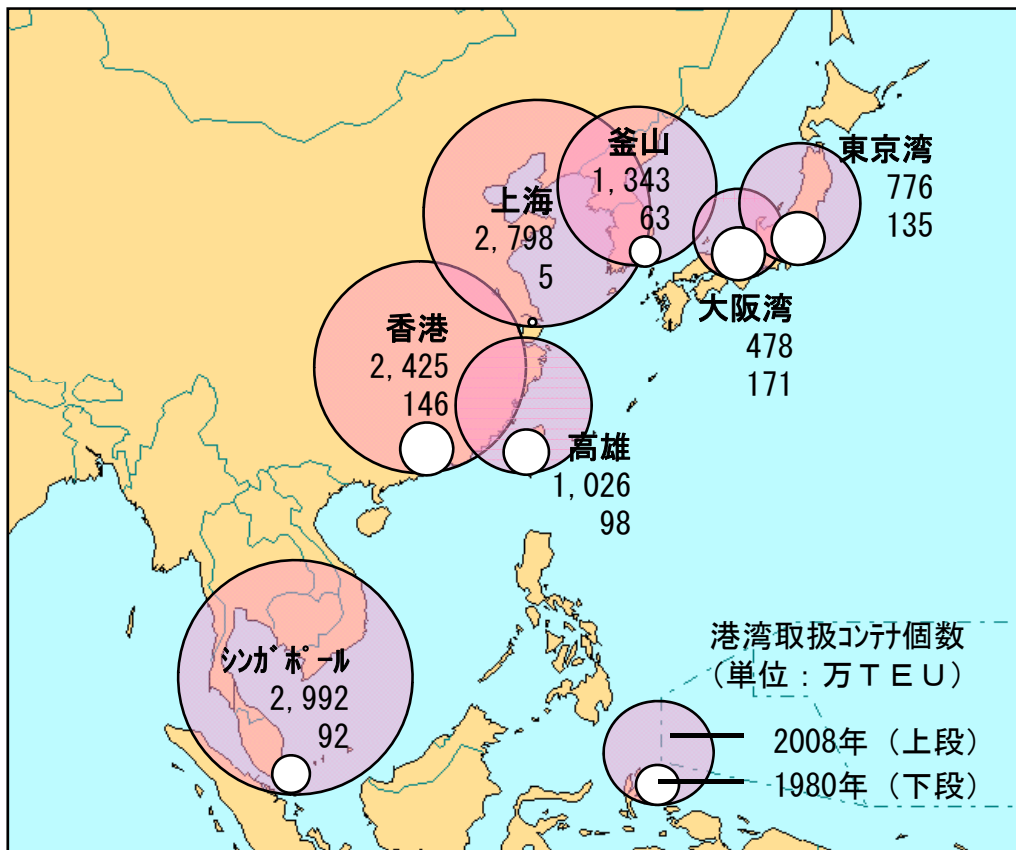 釜山
1,343
63
東京湾
776
135
上海
2,798
5
大阪湾
478
171
香港
2,425
146
高雄
1,026
98
シンガポール
2,992
92
港湾取扱コンテナ個数
(単位：万TEU)
2008年（上段）
1980年（下段）